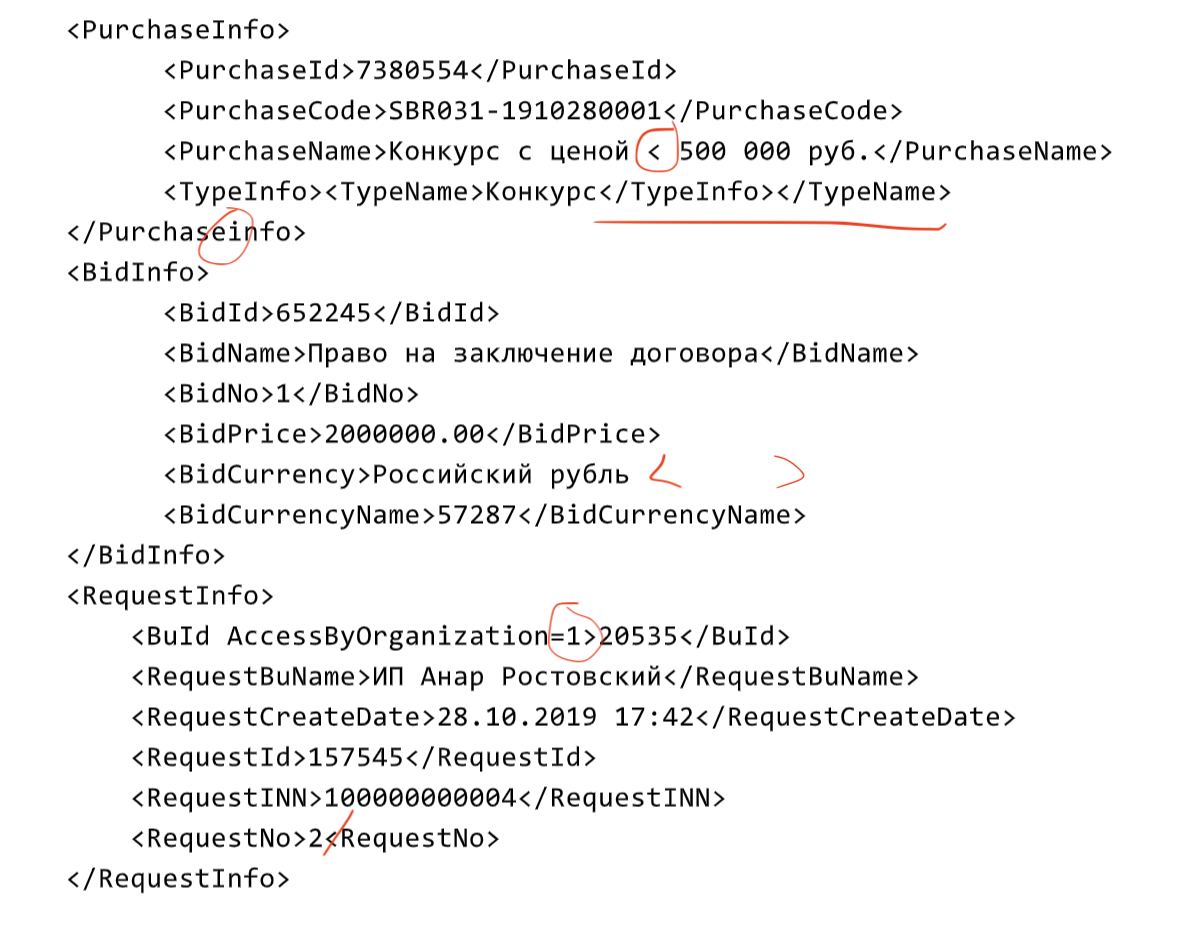 <PurchaseInfo>
<PurchaseId>7380554</PurchaseId>
<PurchaseCode>SBR031-1910280001</PurchaseCode>
<PurchaseName>Конкурс с ценой < 500 000 руб.</PurchaseName>
<TypeInfo><TypeName>Конкурс</TypeInfo></TypeName>
</Purchaseinfo>
<BidInfo>
<BidId>652245</BidId>
<BidName>Право на заключение договора</BidName>
<BidNo>1</BidNo>
<BidPrice>2000000.00</BidPrice>
<BidCurrency>Российский рубль < >
<BidCurrencyName>57287</BidCurrencyName>
</BidInfo>
<RequestInfo>
<BuId AccessByOrganization=1>20535</BuId>
<RequestBuName>ИП Анар Ростовский</RequestBuName>
<RequestCreateDate>28.10.2019 17:42</RequestCreateDate>
<RequestId>157545</RequestId>
<RequestINN>100000000004</RequestINN>
<RequestNo>2<RequestNo>
</RequestInfo>